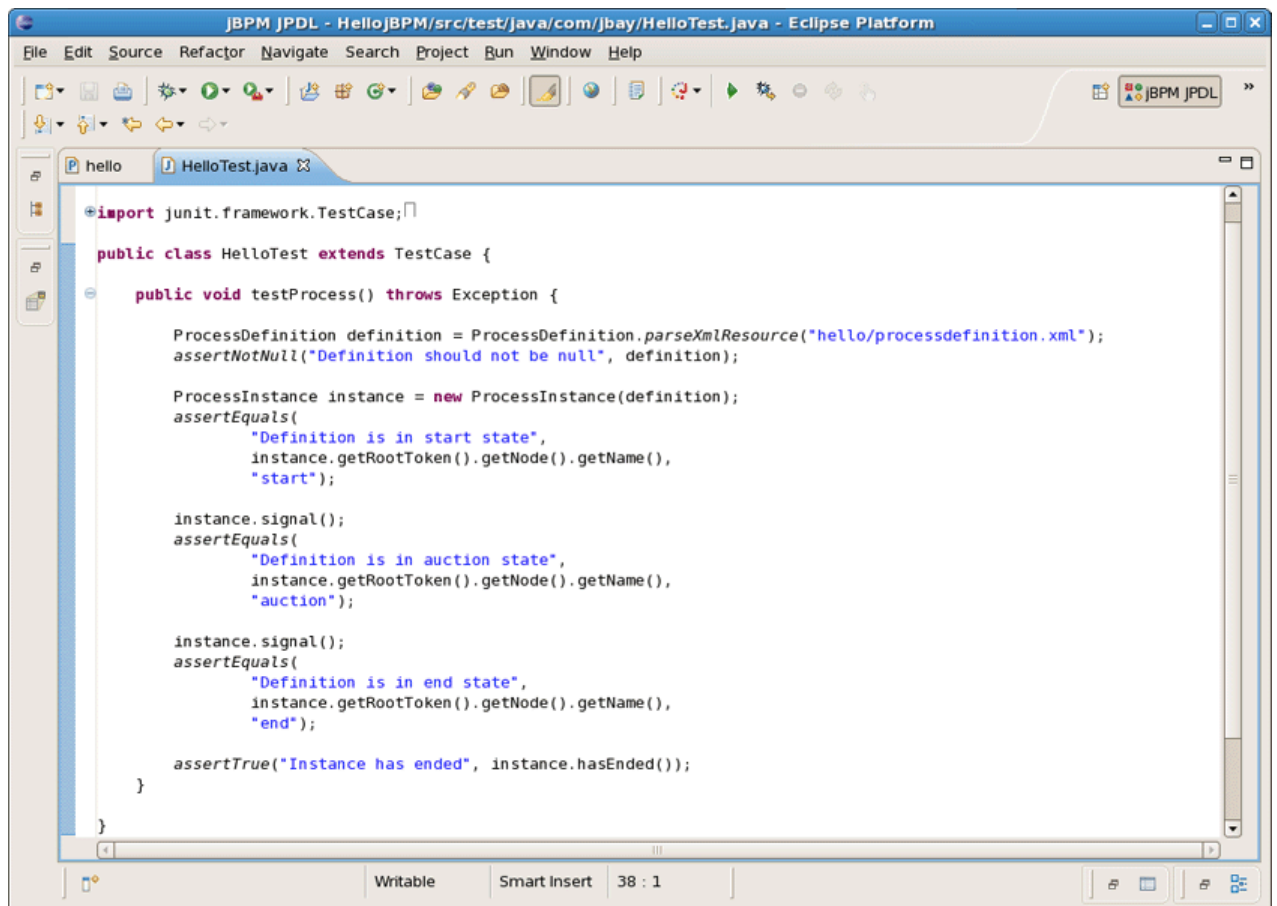 jBPM JPDL - HellojBPM/src/test/java/com/jbay/HelloTest.java - Eclipse Platform
File Edit Source Refactor Navigate Search Project Run Window Help
jBPM JPDL »
hello HelloTest.java
import junit.framework.TestCase;
public class HelloTest extends TestCase {
public void testProcess() throws Exception {
ProcessDefinition definition = ProcessDefinition.parseXmlResource("hello/processdefinition.xml");
assertNotNull("Definition should not be null", definition);
ProcessInstance instance = new ProcessInstance(definition);
assertEquals(
"Definition is in start state",
instance.getRootToken().getNode().getName(),
"start");
instance.signal();
assertEquals(
"Definition is in auction state",
instance.getRootToken().getNode().getName(),
"auction");
instance.signal();
assertEquals(
"Definition is in end state",
instance.getRootToken().getNode().getName(),
"end");
assertTrue("Instance has ended", instance.hasEnded());
}
}
Writable Smart Insert 38 : 1